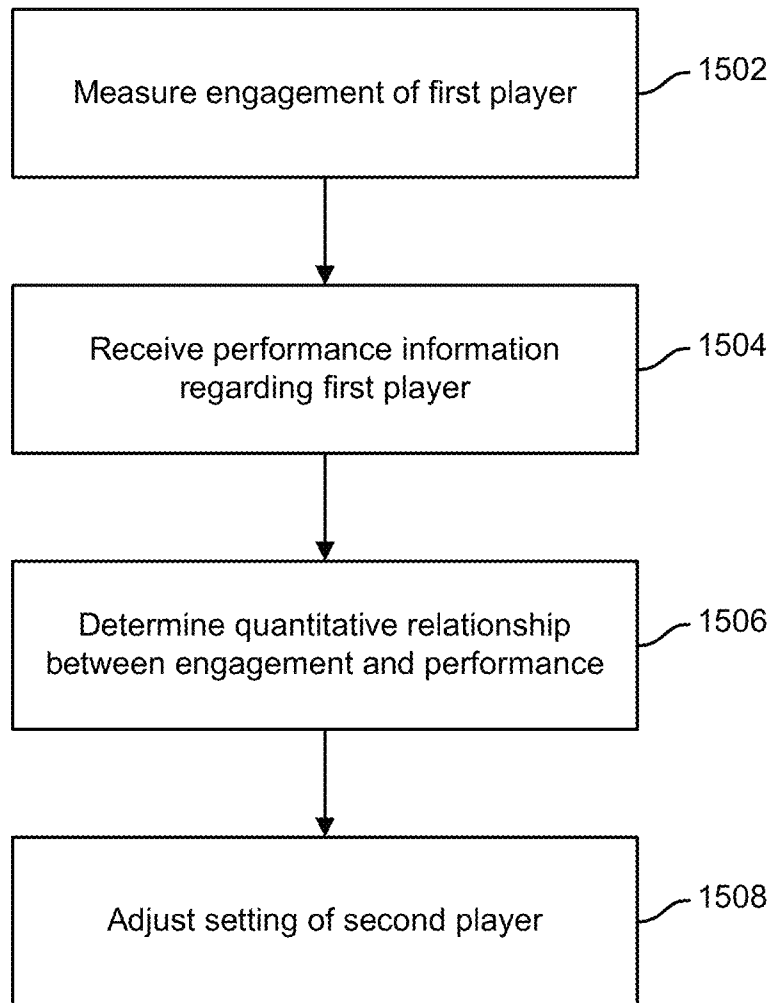 Measure engagement of first player
1502
Receive performance information
regarding first player
1504
Determine quantitative relationship
between engagement and performance
1506
Adjust setting of second player
1508